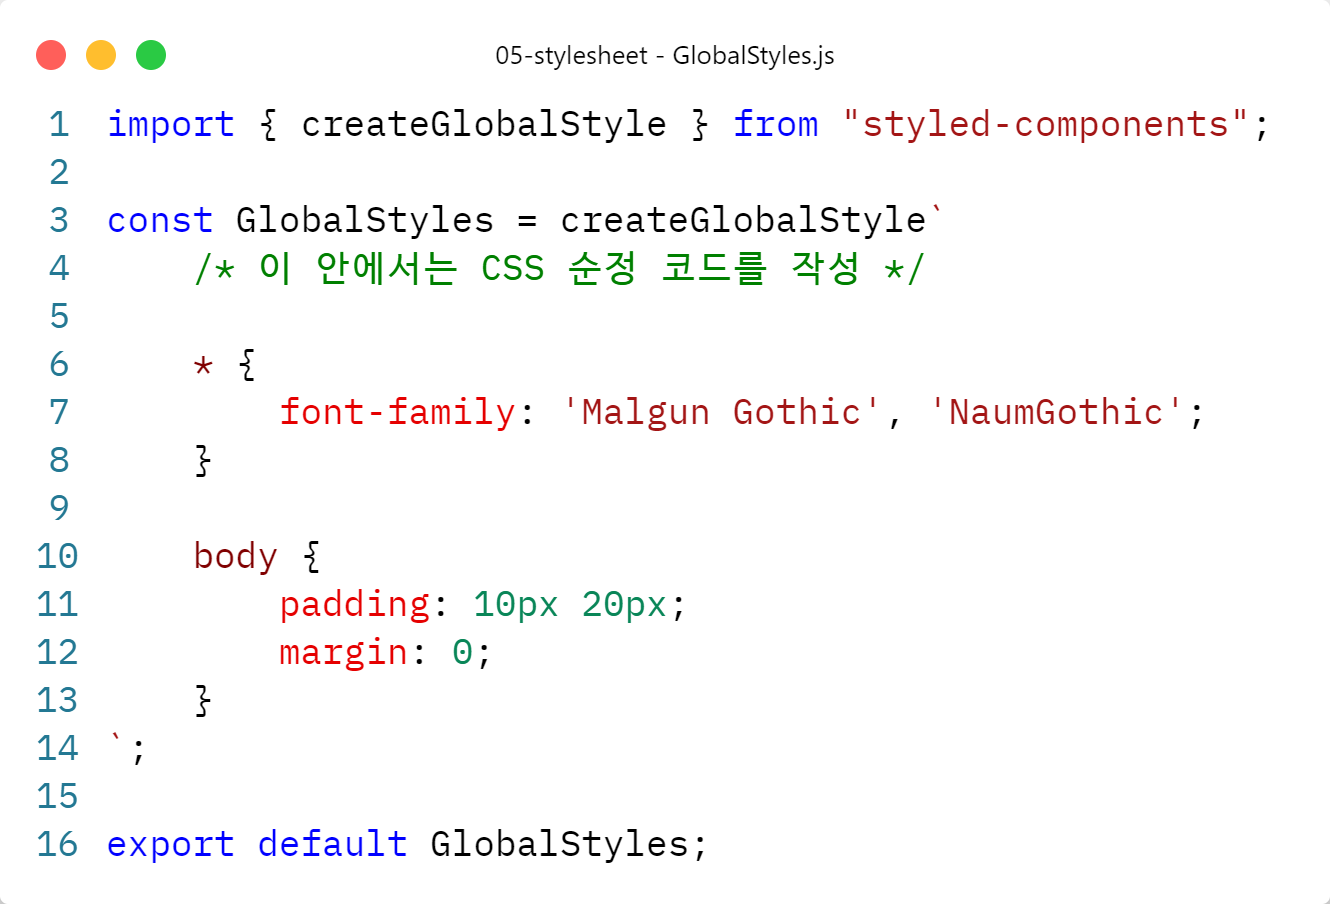 05-stylesheet - GlobalStyles.js
1 import { createGlobalStyle } from "styled-components";
2
3 const GlobalStyles = createGlobalStyle`
4     /* 이 안에서는 CSS 순정 코드를 작성 */
5
6     * {
7         font-family: 'Malgun Gothic', 'NaumGothic';
8     }
9
10     body {
11         padding: 10px 20px;
12         margin: 0;
13     }
14 `;
15
16 export default GlobalStyles;